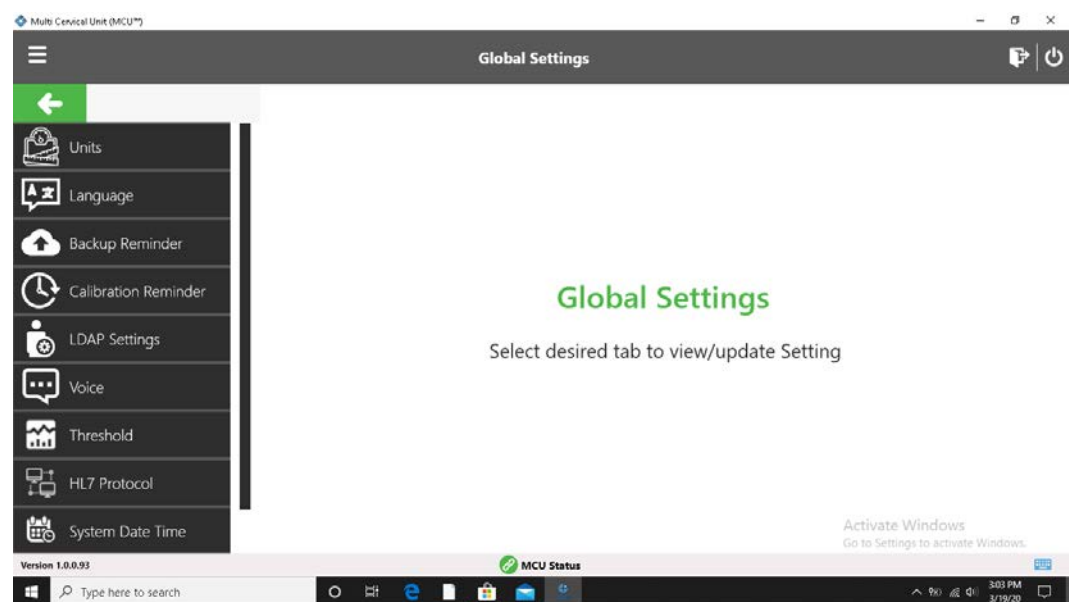 Multi Cervical Unit (MCU™)
Global Settings
Units
Language
Backup Reminder
Calibration Reminder
LDAP Settings
Voice
Threshold
HL7 Protocol
System Date Time
Global Settings
Select desired tab to view/update Setting
Activate Windows
Go to Settings to activate Windows.
Version 1.0.0.93
MCU Status
Type here to search
3:03 PM
3/19/20